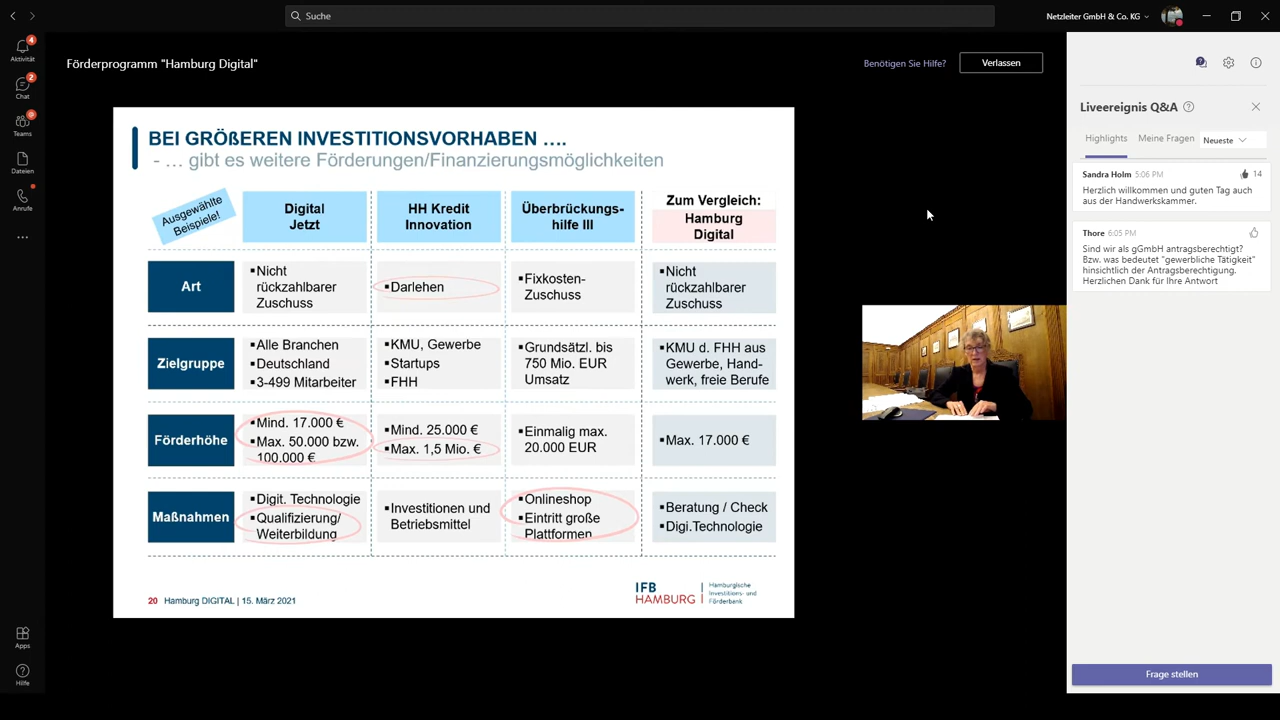 Suche
Netzleiter GmbH & Co. KG
4
Aktivität
2
Chat
Teams
Dateien
Anrufe
Apps
Hilfe
Förderprogramm "Hamburg Digital"
Benötigen Sie Hilfe?
Verlassen
BEI GRÖßEREN INVESTITIONSVORHABEN ....
- ... gibt es weitere Förderungen/Finanzierungsmöglichkeiten
Ausgewählte
Beispiele!
Digital
Jetzt
HH Kredit
Innovation
Überbrückungs-
hilfe III
Zum Vergleich:
Hamburg
Digital
Art
▪Nicht
rückzahlbarer
Zuschuss
▪Darlehen
▪Fixkosten-
Zuschuss
▪Nicht
rückzahlbarer
Zuschuss
Zielgruppe
▪Alle Branchen
▪Deutschland
▪3-499 Mitarbeiter
▪KMU, Gewerbe
▪Startups
▪FHH
▪Grundsätzl. bis
750 Mio. EUR
Umsatz
▪KMU d. FHH aus
Gewerbe, Hand-
werk, freie Berufe
Förderhöhe
▪Mind. 17.000 €
▪Max. 50.000 bzw.
100.000 €
▪Mind. 25.000 €
▪Max. 1,5 Mio. €
▪Einmalig max.
20.000 EUR
▪Max. 17.000 €
Maßnahmen
▪Digit. Technologie
▪Qualifizierung/
Weiterbildung
▪Investitionen und
Betriebsmittel
▪Onlineshop
▪Eintritt große
Plattformen
▪Beratung / Check
▪Digi.Technologie
20 Hamburg DIGITAL | 15. März 2021
IFB
HAMBURG
Hamburgische
Investitions- und
Förderbank
Liveereignis Q&A
Highlights
Meine Fragen
Neueste
Sandra Holm 5:06 PM
14
Herzlich willkommen und guten Tag auch
aus der Handwerkskammer.
Thore 6:05 PM
Sind wir als gGmbH antragsberechtigt?
Bzw. was bedeutet "gewerbliche Tätigkeit"
hinsichtlich der Antragsberechtigung.
Herzlichen Dank für Ihre Antwort
Frage stellen